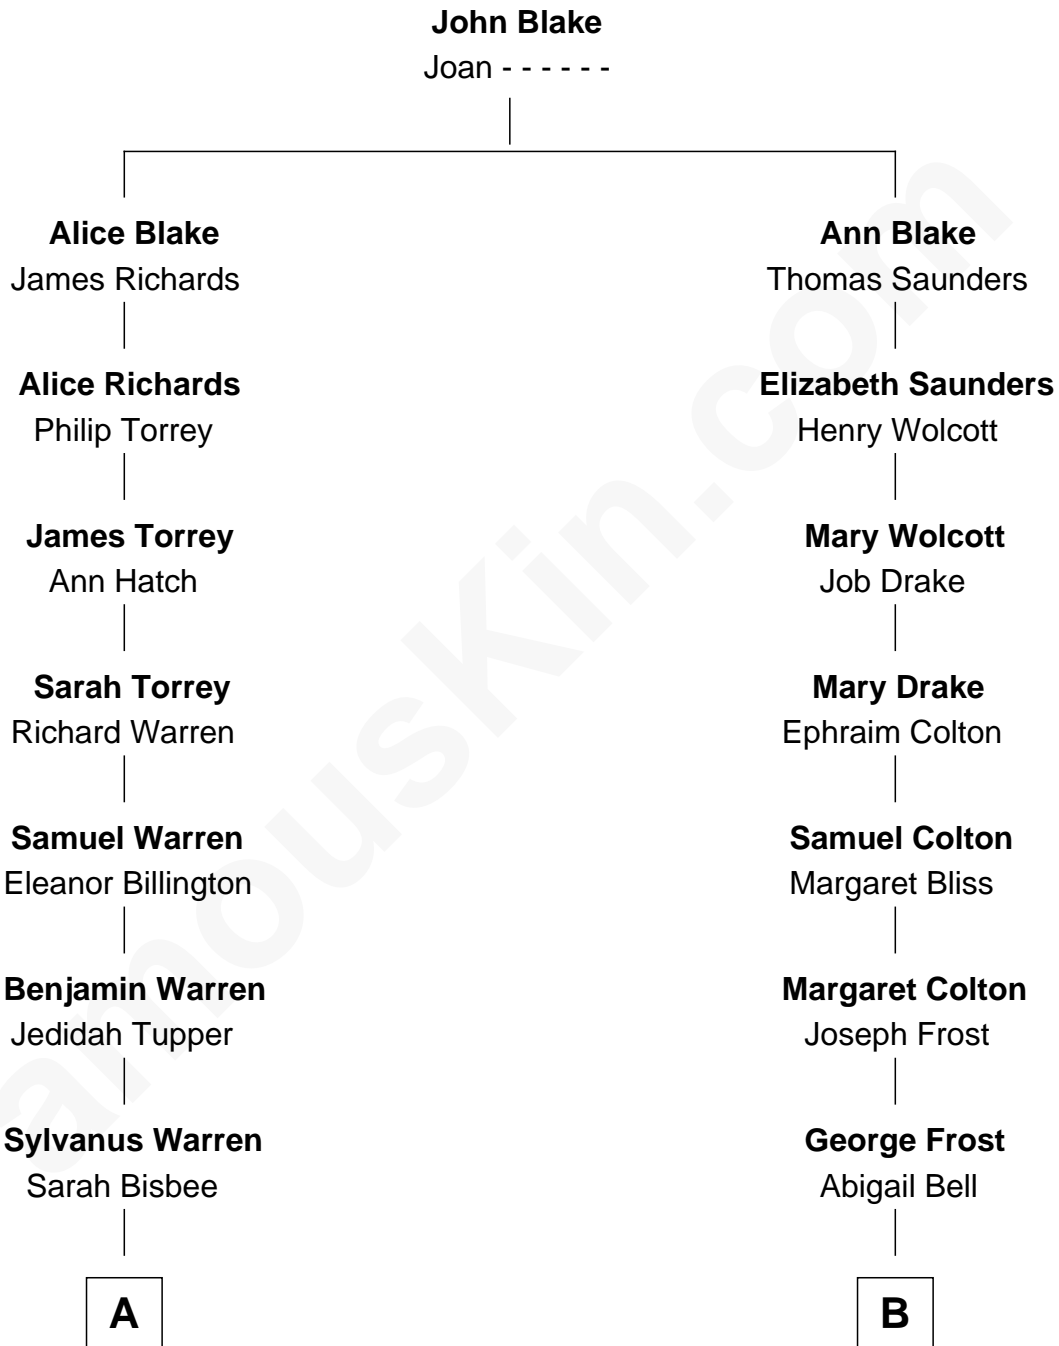 John Blake
Joan - - - - - -
Alice Blake
James Richards
Ann Blake
Thomas Saunders
Alice Richards
Philip Torrey
Elizabeth Saunders
Henry Wolcott
James Torrey
Ann Hatch
Mary Wolcott
Job Drake
Sarah Torrey
Richard Warren
Mary Drake
Ephraim Colton
Samuel Warren
Eleanor Billington
Samuel Colton
Margaret Bliss
Benjamin Warren
Jedidah Tupper
Margaret Colton
Joseph Frost
Sylvanus Warren
Sarah Bisbee
George Frost
Abigail Bell
A
B
amousKin.com